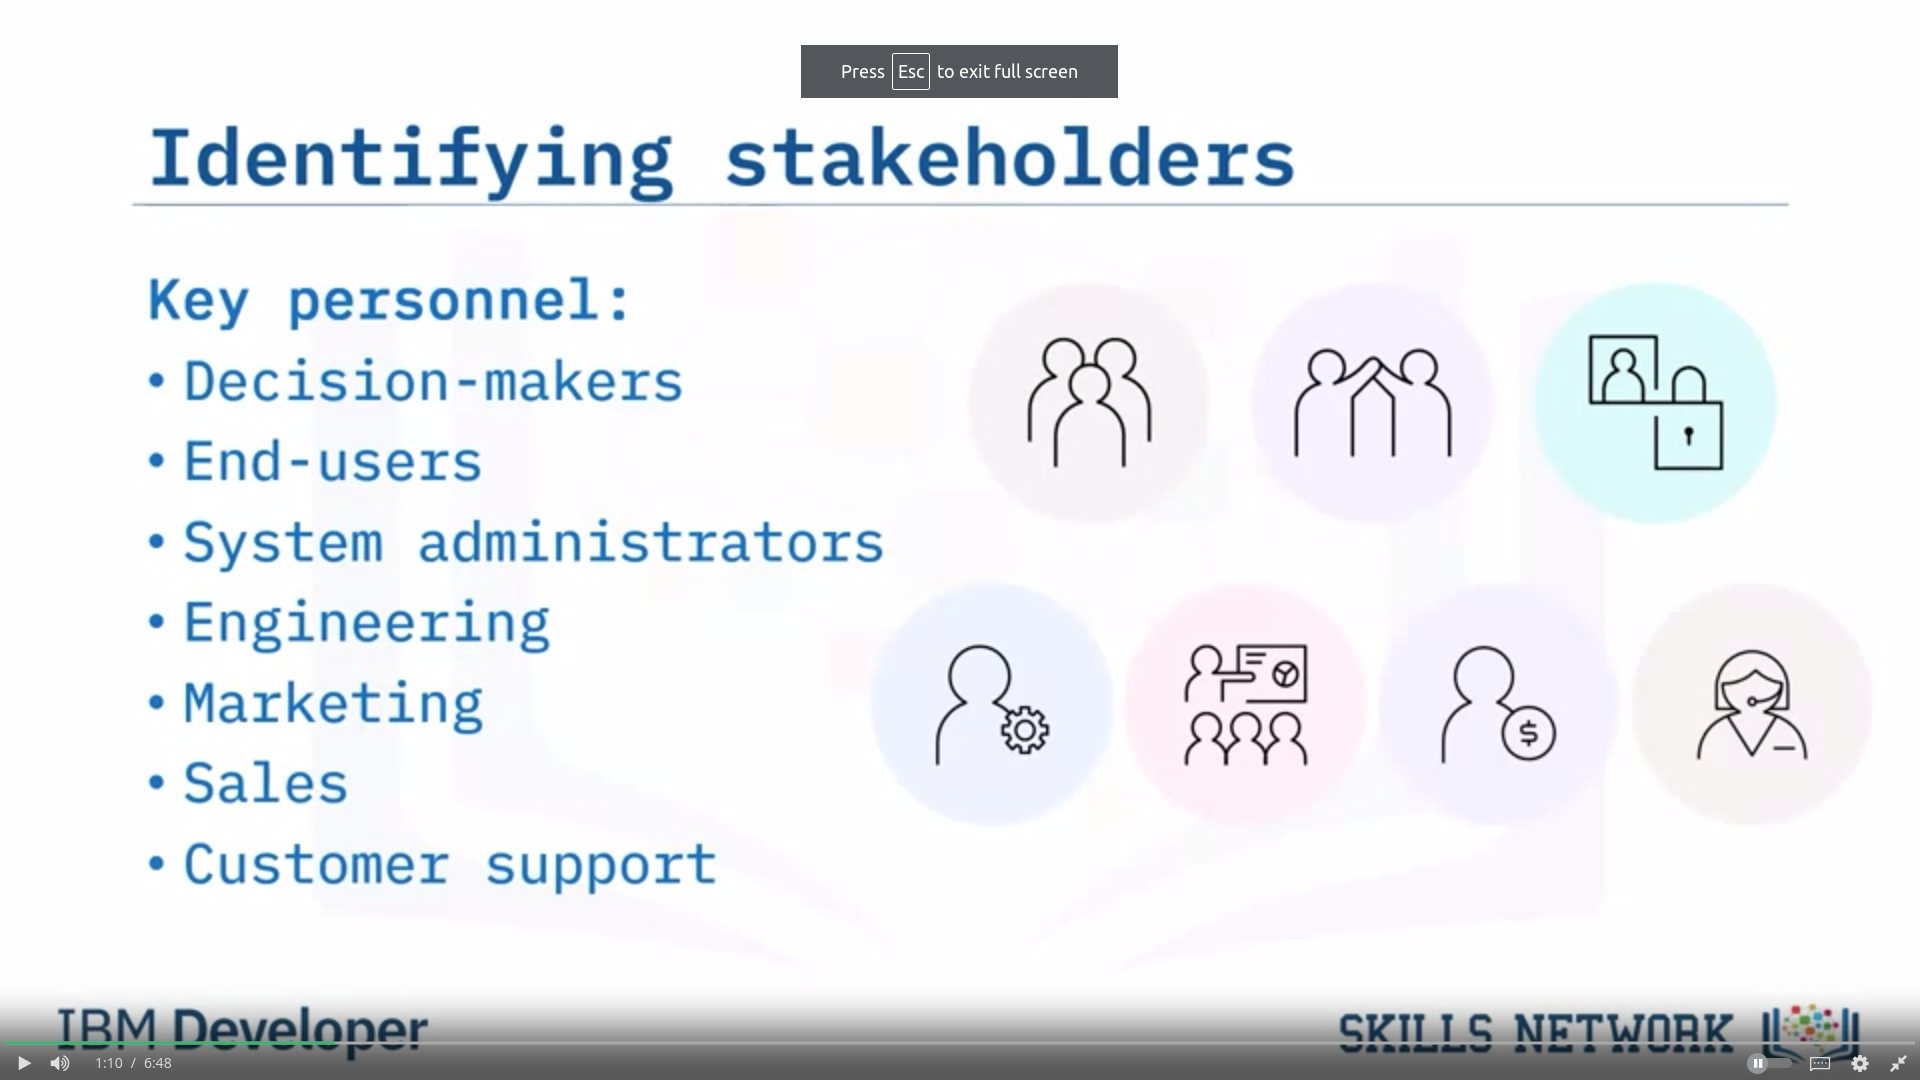 Press Esc to exit full screen
Identifying stakeholders
Key personnel:
• Decision-makers
• End-users
• System administrators
• Engineering
• Marketing
• Sales
• Customer support
$
IBM Developer
SKILLS NETWORK
1:10 / 6:48